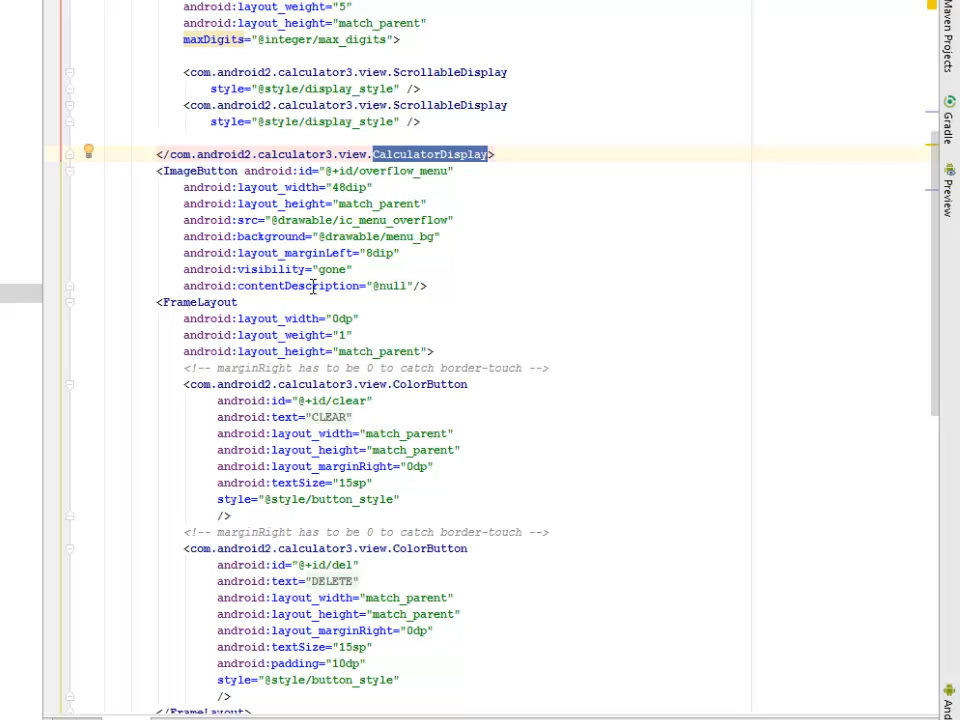 android:layout_weight="5"
android:layout_height="match_parent"
maxDigits="@integer/max_digits">
<com.android2.calculator3.view.ScrollableDisplay
style="@style/display_style" />
<com.android2.calculator3.view.ScrollableDisplay
style="@style/display_style" />
</com.android2.calculator3.view.CalculatorDisplay>
<ImageButton android:id="@+id/overflow_menu"
android:layout_width="48dip"
android:layout_height="match_parent"
android:src="@drawable/ic_menu_overflow"
android:background="@drawable/menu_bg"
android:layout_marginLeft="8dip"
android:visibility="gone"
android:contentDescription="@null"/>
<FrameLayout
android:layout_width="0dp"
android:layout_weight="1"
android:layout_height="match_parent">
<!-- marginRight has to be 0 to catch border-touch -->
<com.android2.calculator3.view.ColorButton
android:id="@+id/clear"
android:text="CLEAR"
android:layout_width="match_parent"
android:layout_height="match_parent"
android:layout_marginRight="0dp"
android:textSize="15sp"
style="@style/button_style"
/>
<!-- marginRight has to be 0 to catch border-touch -->
<com.android2.calculator3.view.ColorButton
android:id="@+id/del"
android:text="DELETE"
android:layout_width="match_parent"
android:layout_height="match_parent"
android:layout_marginRight="0dp"
android:textSize="15sp"
android:padding="10dp"
style="@style/button_style"
/>
</FrameLayout>
Maven Projects
Gradle
Preview
And